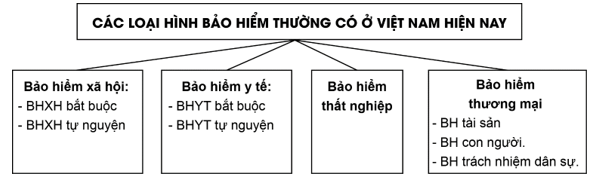 CÁC LOẠI HÌNH BẢO HIỂM THƯỜNG CÓ Ở VIỆT NAM HIỆN NAY
Bảo hiểm xã hội:
- BHXH bắt buộc
- BHXH tự nguyện
Bảo hiểm y tế:
- BHYT bắt buộc
- BHYT tự nguyện
Bảo hiểm
thất nghiệp
Bảo hiểm
thương mại
- BH tài sản
- BH con người.
- BH trách nhiệm dân sự.